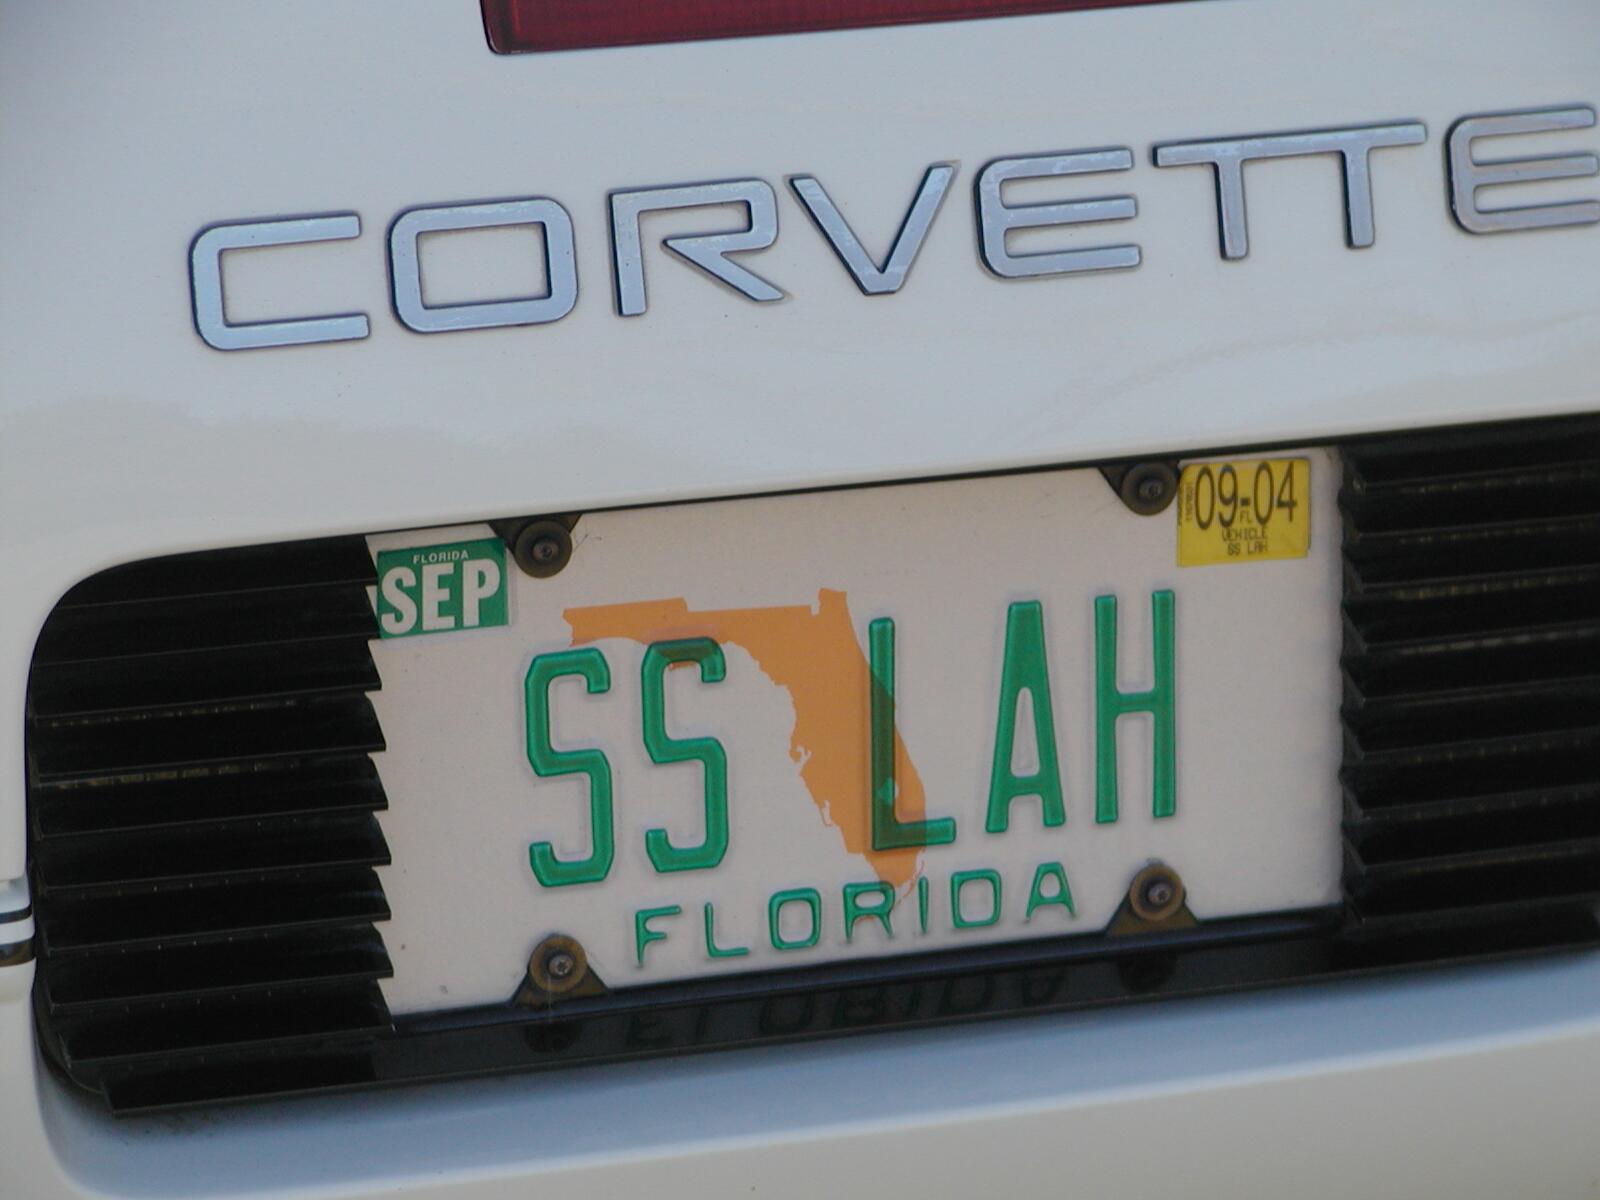 CORVETTE
FLORIDA
SEP
09-04
FL
VEHICLE
SS LAH
SS LAH
FLORIDA